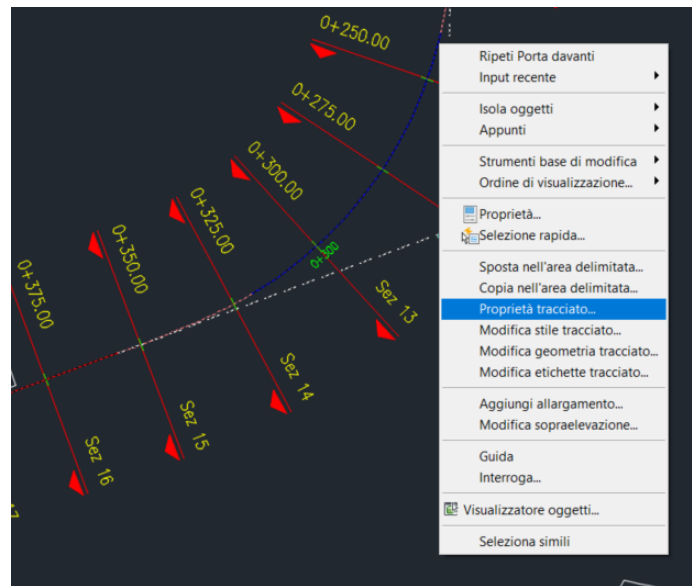 0+250.00
0+275.00
0+300.00
0+325.00
0+350.00
0+375.00
0+300
Sez 13
Sez 14
Sez 15
Sez 16
Ripeti Porta davanti
Input recente
Isola oggetti
Appunti
Strumenti base di modifica
Ordine di visualizzazione...
Proprietà...
Selezione rapida...
Sposta nell'area delimitata...
Copia nell'area delimitata...
Proprietà tracciato...
Modifica stile tracciato...
Modifica geometria tracciato...
Modifica etichette tracciato...
Aggiungi allargamento...
Modifica sopraelevazione...
Guida
Interroga...
Visualizzatore oggetti...
Seleziona simili